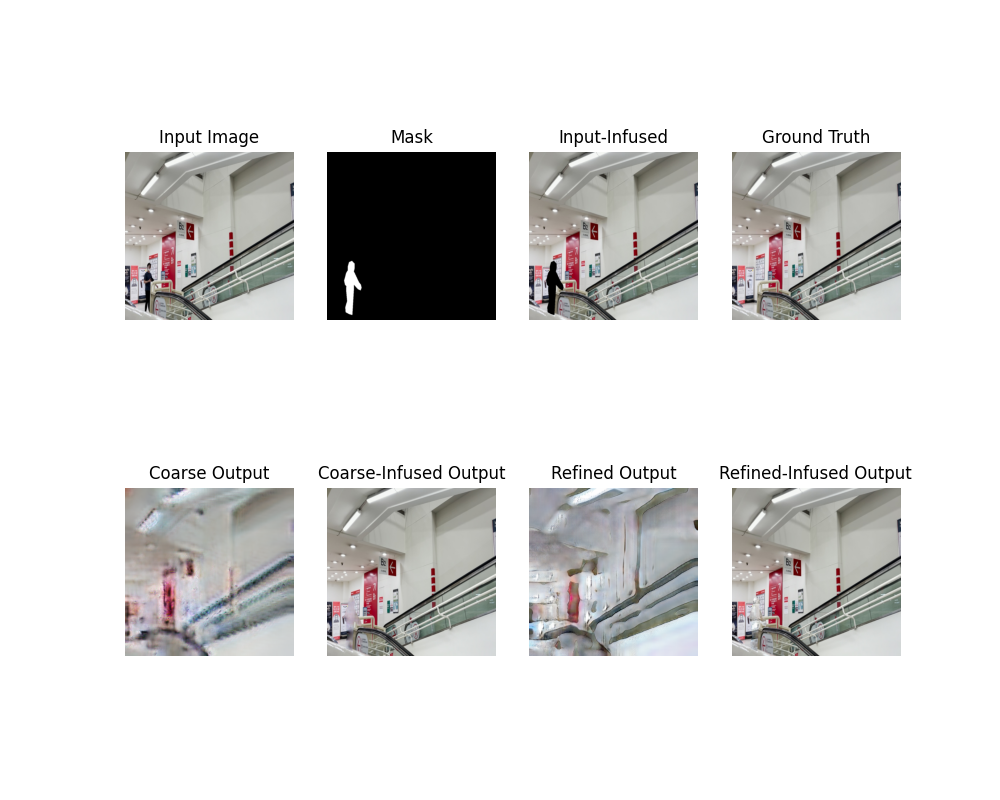 Input Image
Mask
Input-Infused
Ground Truth
Coarse Output
Coarse-Infused Output
Refined Output
Refined-Infused Output